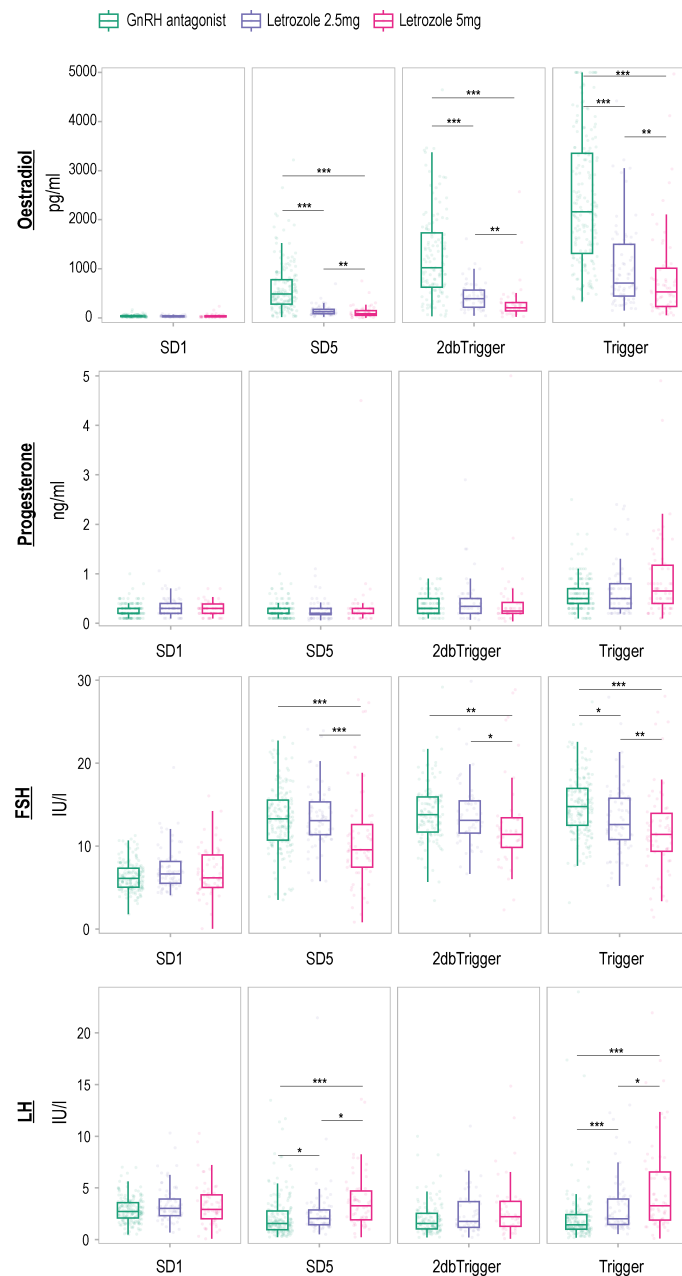 GnRH antagonist Letrozole 2.5mg Letrozole 5mg
Oestradiol
pg/ml
5000
4000
3000
2000
1000
0
*** *** ** *** *** ** *** *** **
SD1 SD5 2dbTrigger Trigger
Progesterone
ng/ml
5
4
3
2
1
0
SD1 SD5 2dbTrigger Trigger
FSH
IU/l
30
20
10
0
*** *** ** * *** * **
SD1 SD5 2dbTrigger Trigger
LH
IU/l
20
15
10
5
0
*** * * *** * ***
SD1 SD5 2dbTrigger Trigger